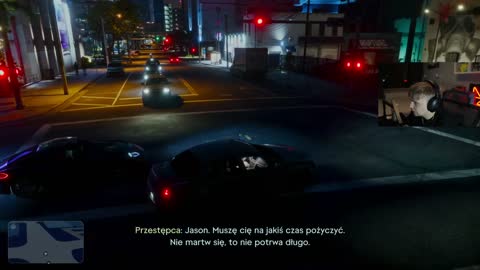 Przestępca: Jason. Muszę cię na jakiś czas pożyczyć.
Nie martw się, to nie potrwa długo.